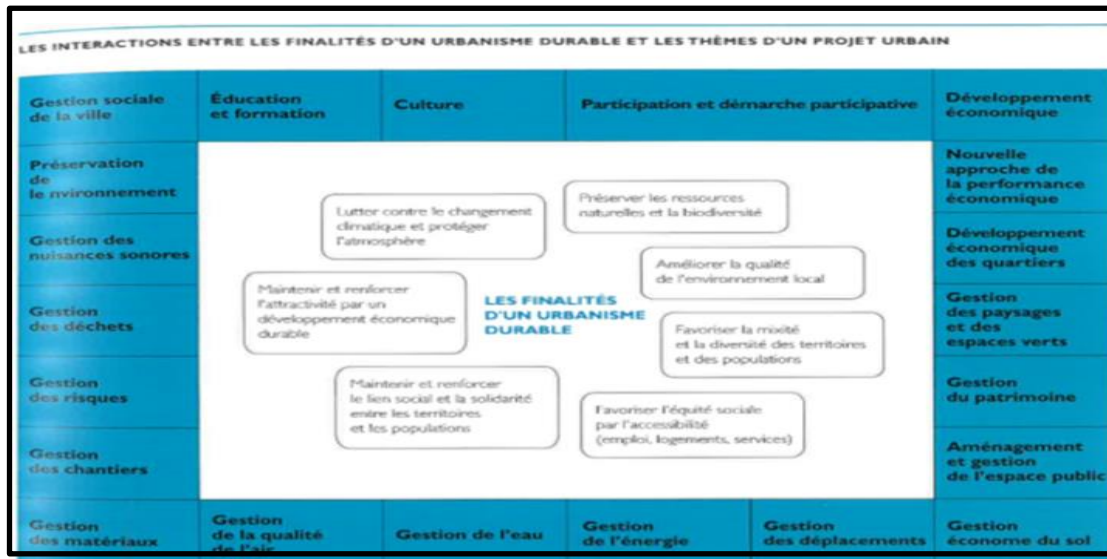 LES INTERACTIONS ENTRE LES FINALITÉS D'UN URBANISME DURABLE ET LES THÈMES D'UN PROJET URBAIN
Gestion sociale
de la ville
Éducation
et formation
Culture
Participation et démarche participative
Développement
économique
Préservation
de
le nvironnement
Nouvelle
approche de
la performance
économique
Lutter contre le changement
climatique et protéger
l'atmosphère
Préserver les ressources
naturelles et la biodiversité
Gestion des
nuisances sonores
Développement
économique
des quartiers
Améliorer la qualité
de l'environnement local
Maintenir et renforcer
l'attractivité par un
développement économique
durable
LES FINALITÉS
D'UN URBANISME
DURABLE
Gestion
des déchets
Gestion
des paysages
et des
espaces verts
Favoriser la mixité
et la diversité des territoires
et des populations
Maintenir et renforcer
le lien social et la solidarité
entre les territoires
et les populations
Favoriser l'équité sociale
par l'accessibilité
(emploi, logements, services)
Gestion
des risques
Gestion
du patrimoine
Gestion
des chantiers
Aménagement
et gestion
de l'espace public
Gestion
des matériaux
Gestion
de la qualité
de l'air
Gestion de l'eau
Gestion
de l'énergie
Gestion
des déplacements
Gestion
économe du sol